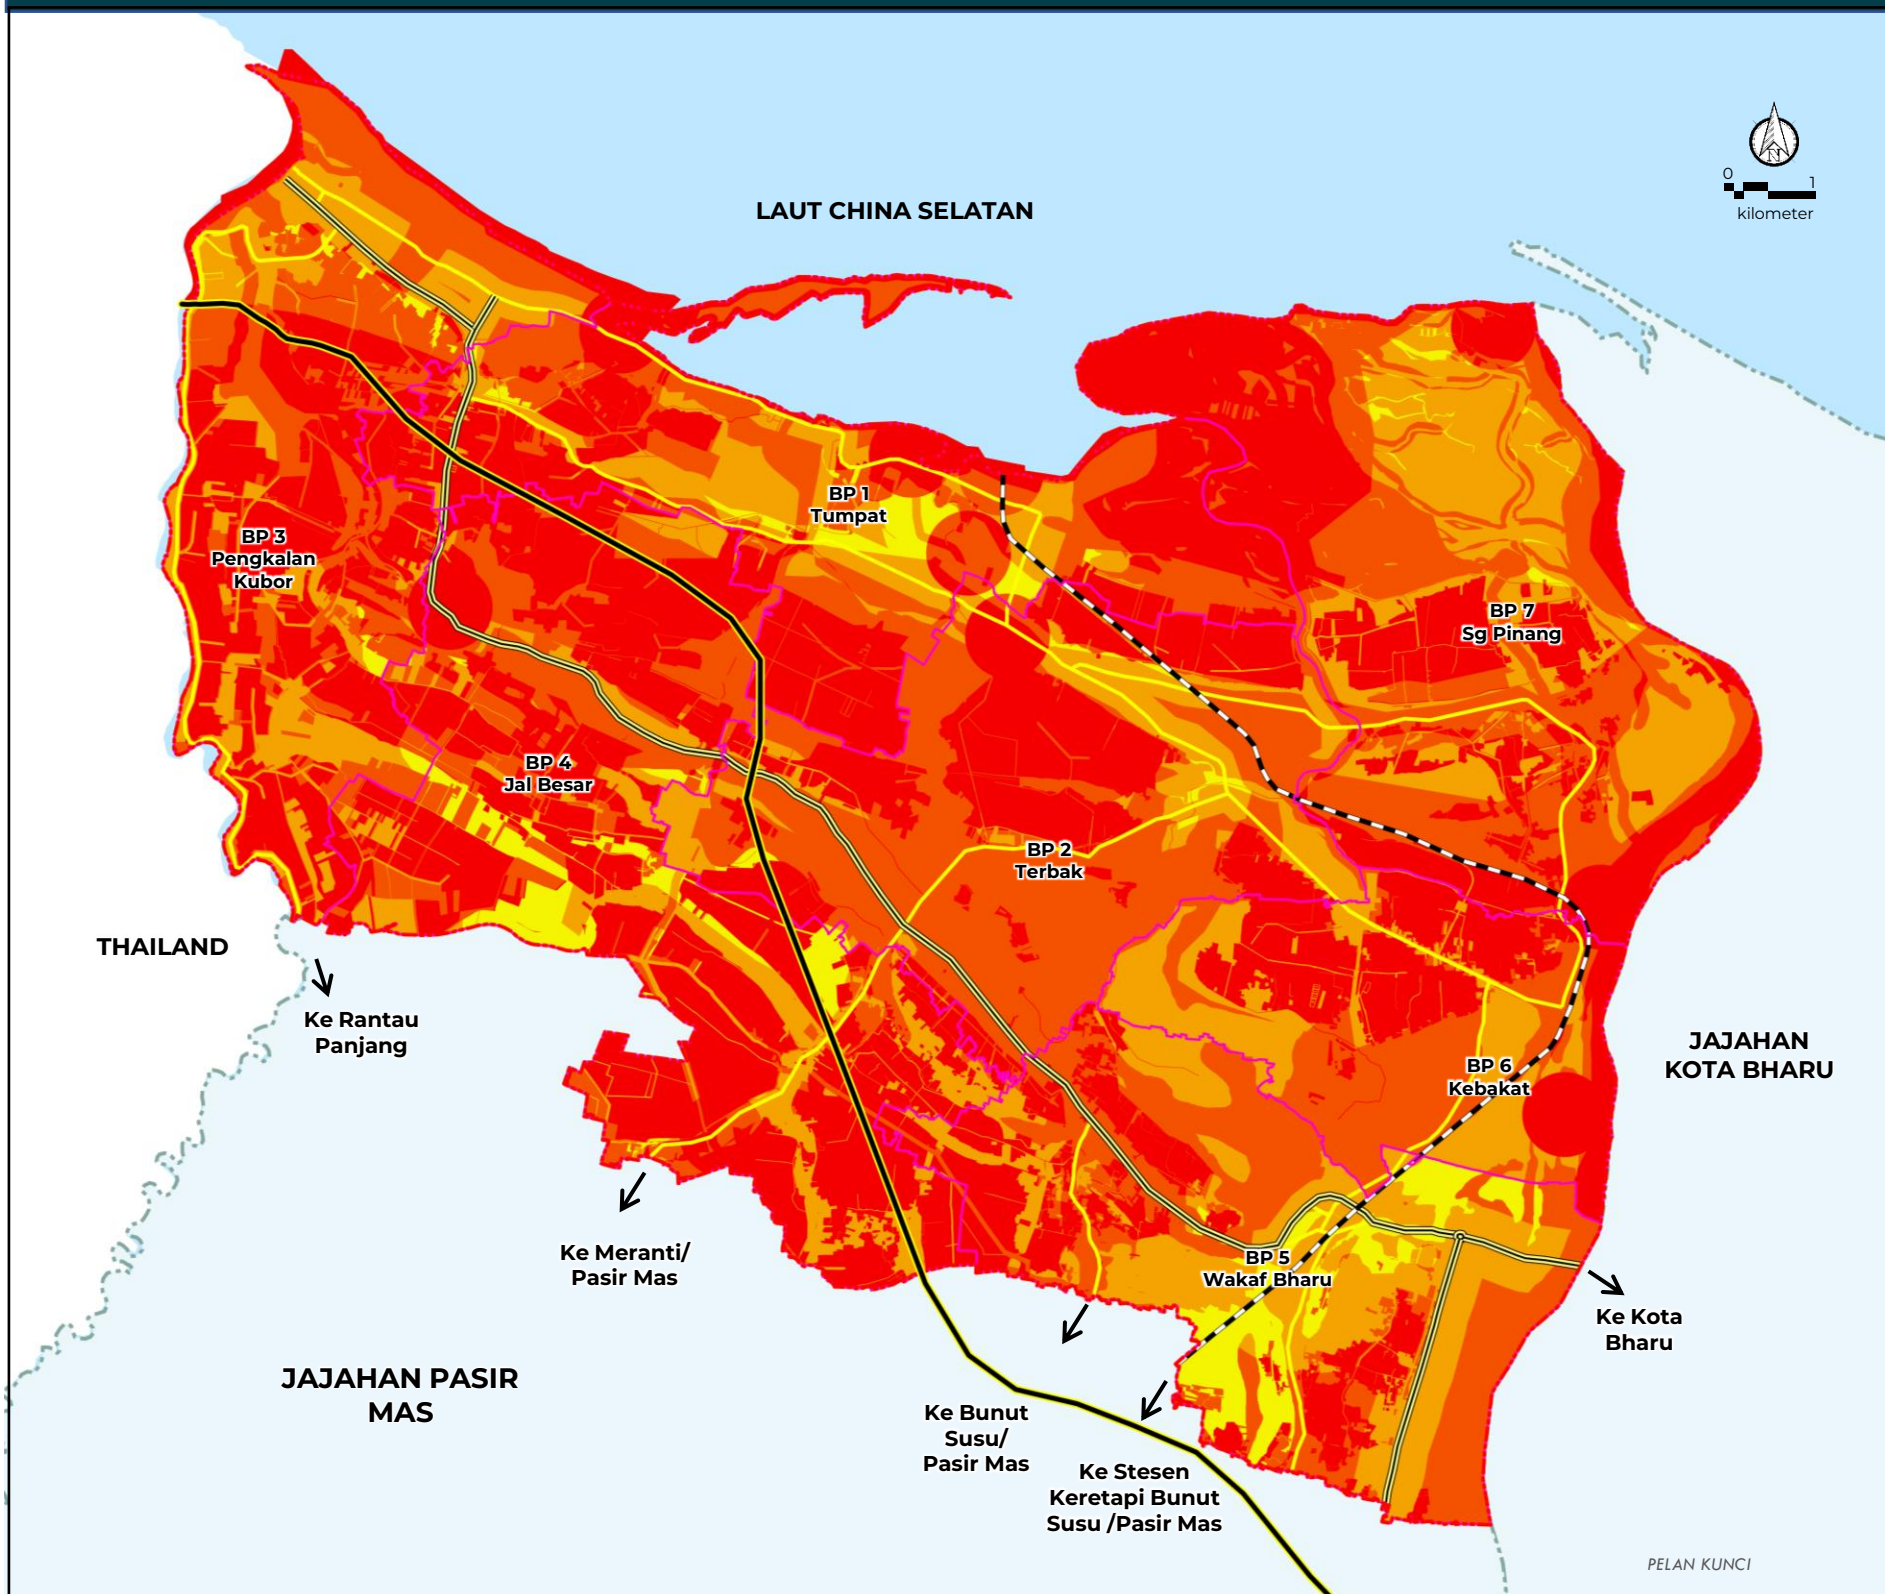 N
0 1
kilometer
LAUT CHINA SELATAN
BP 1
Tumpat
BP 3
Pengkalan
Kubor
BP 7
Sg Pinang
BP 4
Jal Besar
BP 2
Terbak
THAILAND
Ke Rantau
Panjang
JAJAHAN
KOTA BHARU
BP 6
Kebakat
Ke Meranti/
Pasir Mas
BP 5
Wakaf Bharu
Ke Kota
Bharu
JAJAHAN PASIR
MAS
Ke Bunut
Susu/
Pasir Mas
Ke Stesen
Keretapi Bunut
Susu /Pasir Mas
PELAN KUNCI